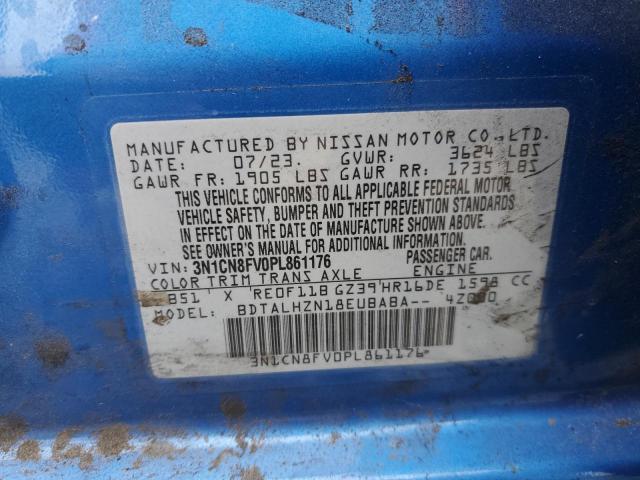 MANUFACTURED BY NISSAN MOTOR CO., LTD.
DATE: 07/23. GVWR: 3624 LBS
GAWR FR: 1905 LBS GAWR RR: 1735 LBS
THIS VEHICLE CONFORMS TO ALL APPLICABLE FEDERAL MOTOR
VEHICLE SAFETY, BUMPER AND THEFT PREVENTION STANDARDS
IN EFFECT ON THE DATE OF MANUFACTURE SHOWN ABOVE.
SEE OWNER'S MANUAL FOR FURTHER INFORMATION.
VIN: 3N1CN8FV0PL861176 PASSENGER CAR.
COLOR TRIM TRANS AXLE ENGINE
B51 X RE0F11B GZ39 HR16DE 1598 CC
MODEL: BDTALHZN18EUBABA--
3N1CN8FV0PL861176